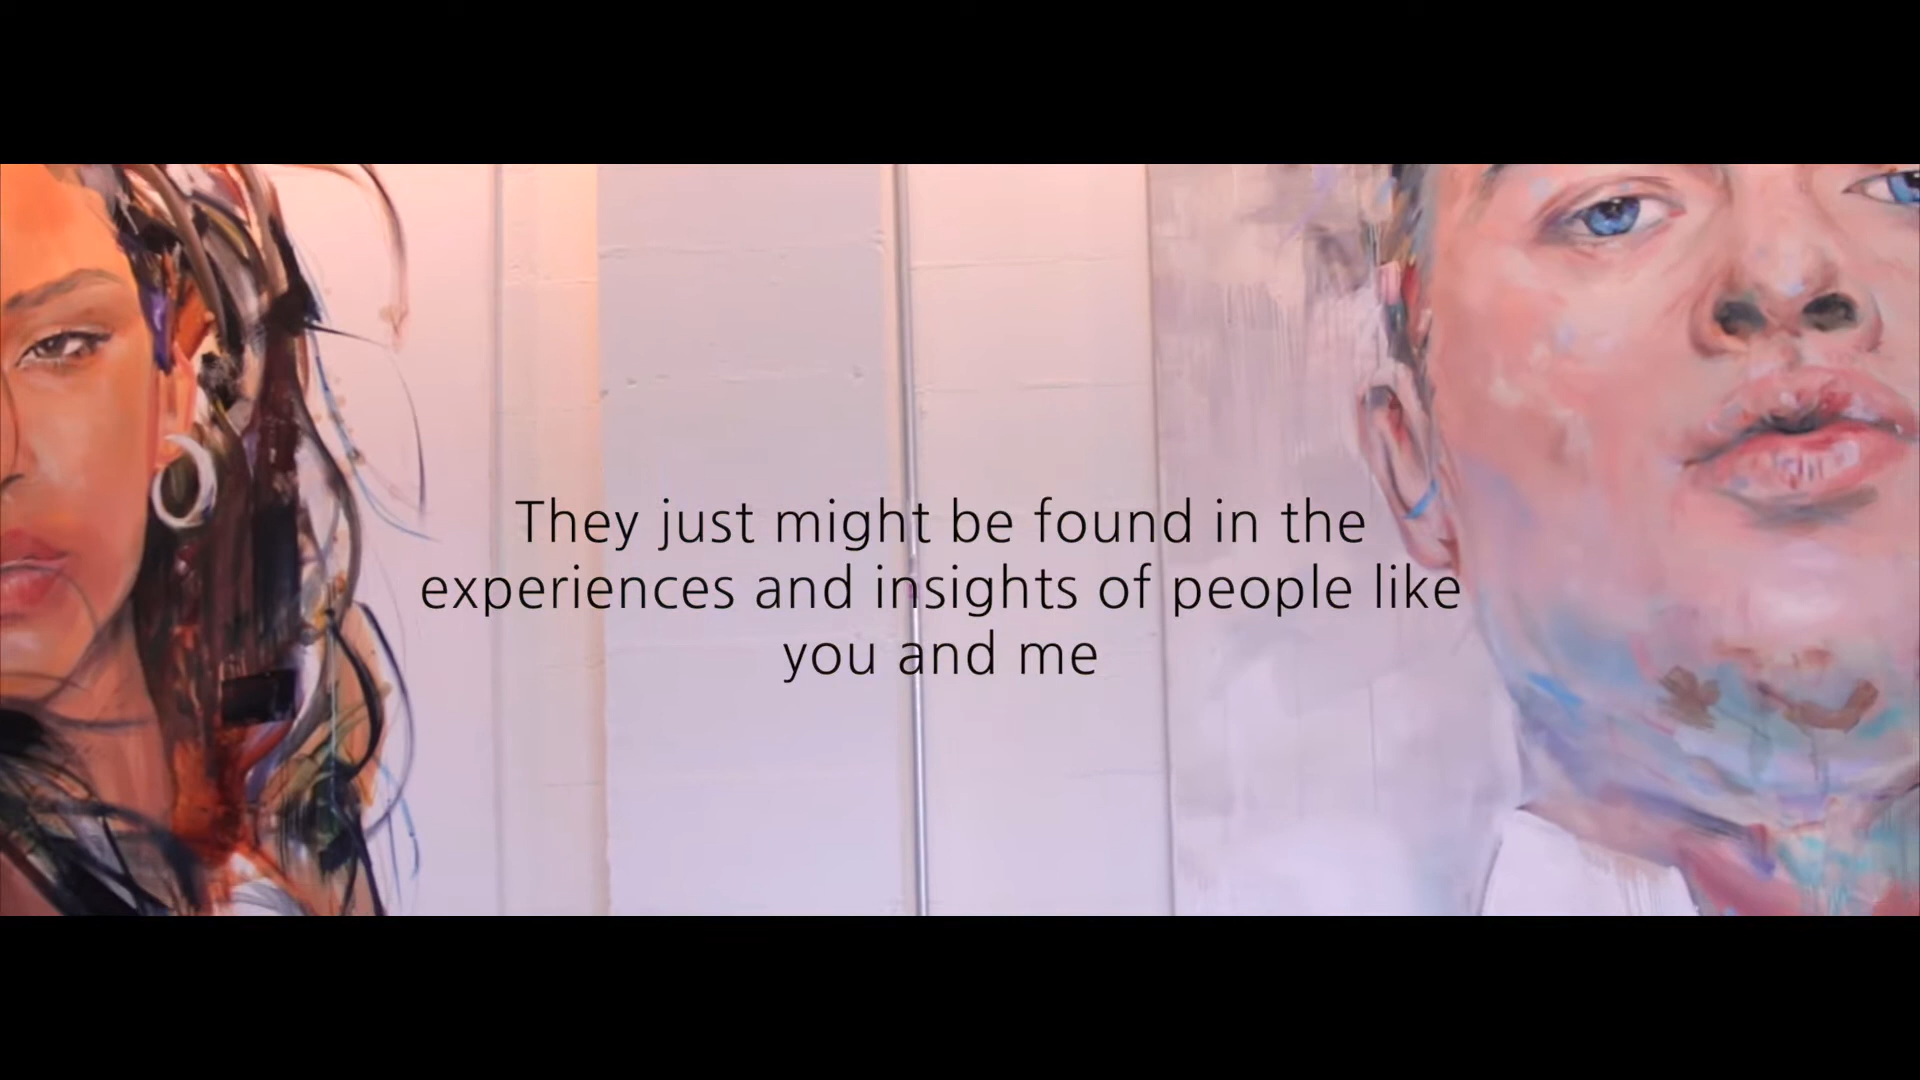 They just might be found in the
experiences and insights of people like
you and me